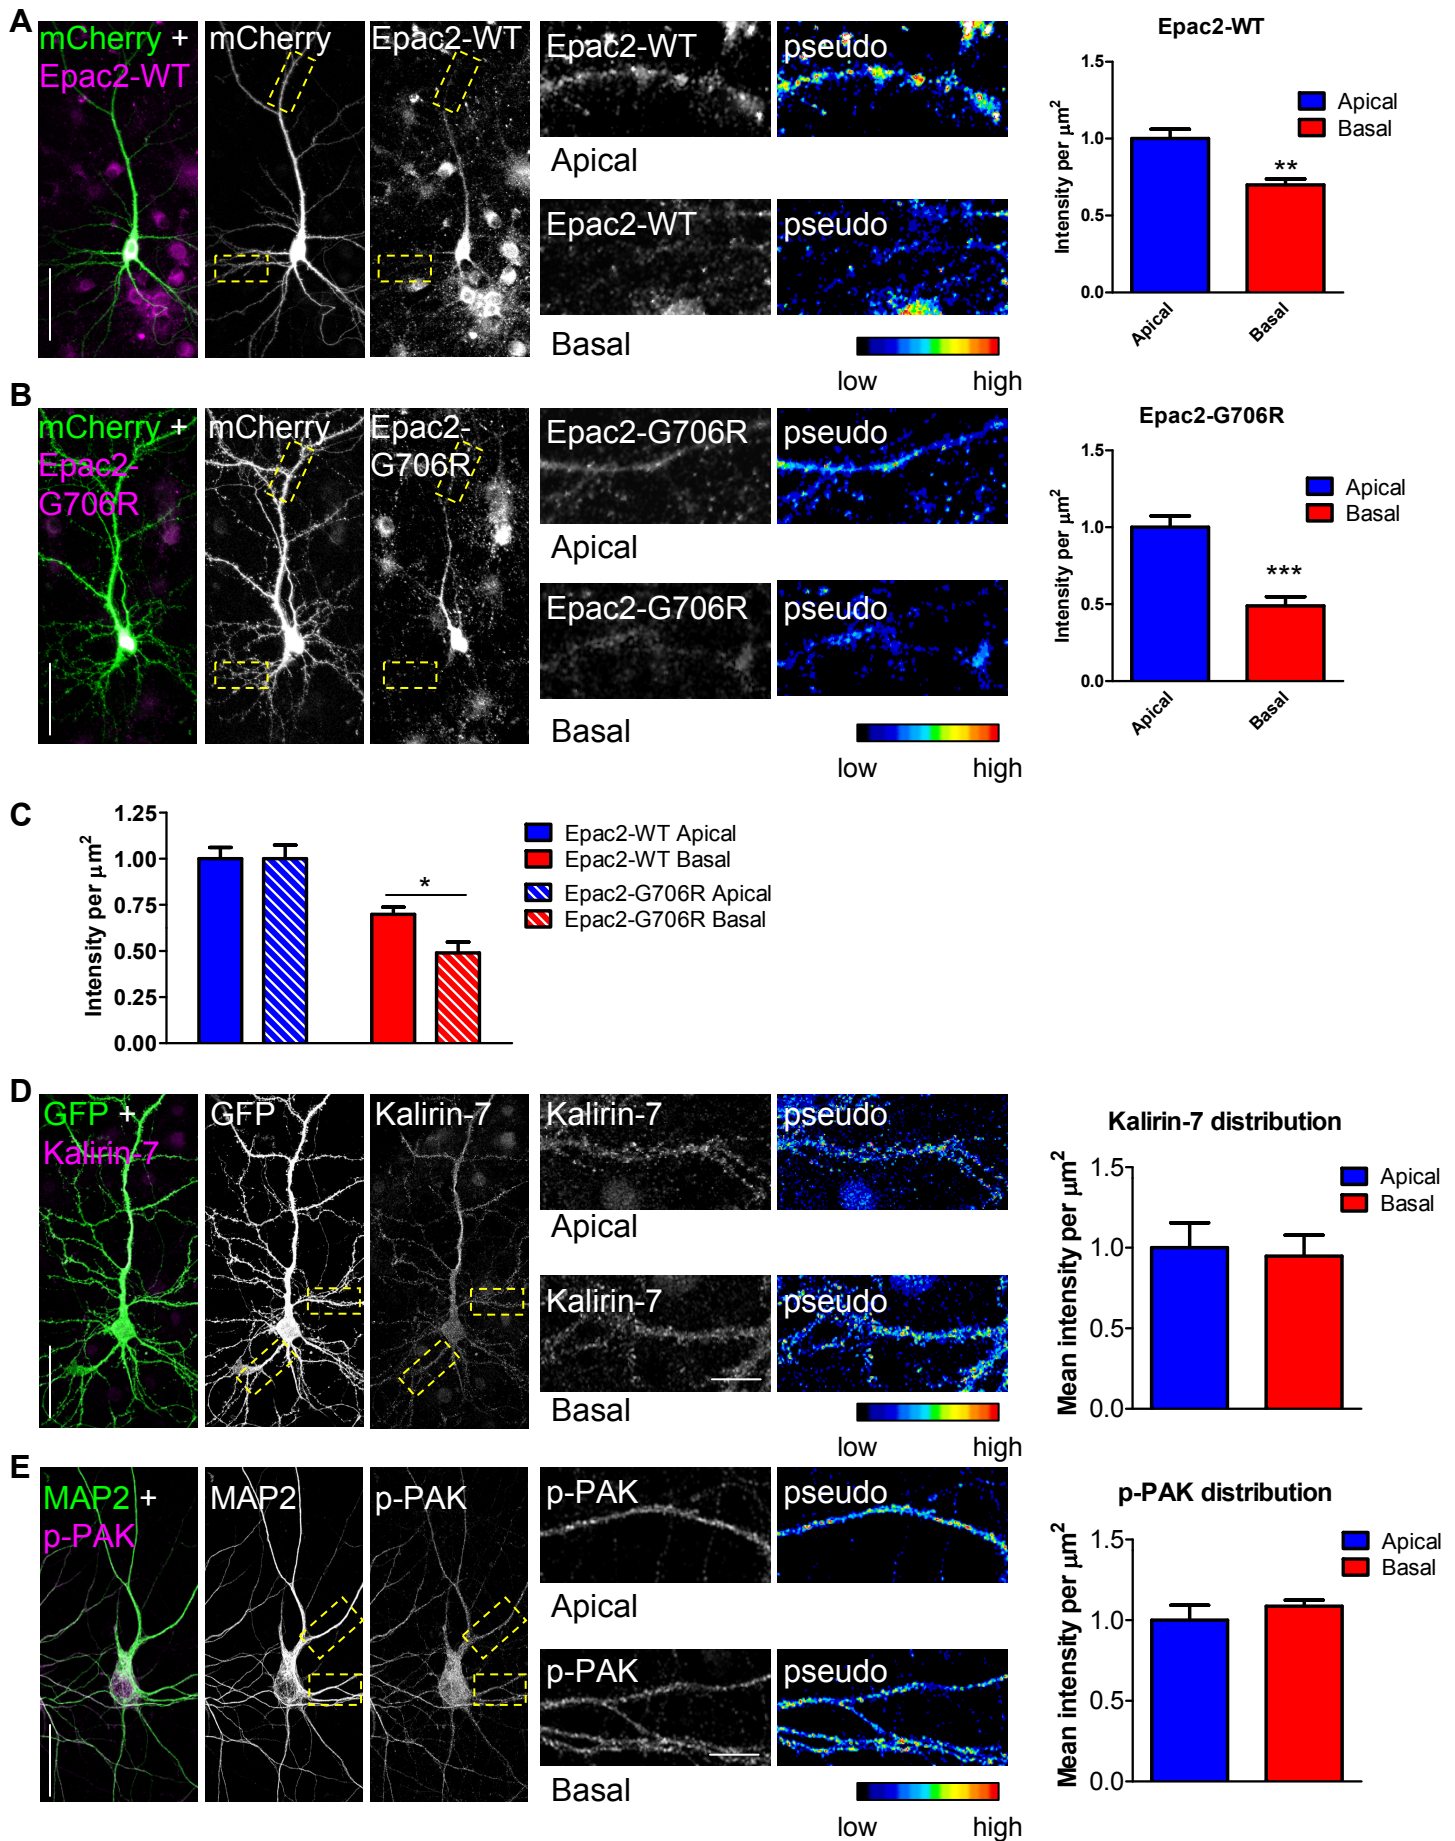 A
mCherry +
Epac2-WT
mCherry
Epac2-WT
Epac2-WT
pseudo
Apical
Epac2-WT
pseudo
Basal
low high
Epac2-WT
Intensity per μm²
1.5
1.0
0.5
0.0
Apical
Basal
**
Apical
Basal
B
mCherry +
Epac2-
G706R
mCherry
Epac2-
G706R
Epac2-G706R
pseudo
Apical
Epac2-G706R
pseudo
Basal
low high
Epac2-G706R
Intensity per μm²
1.5
1.0
0.5
0.0
Apical
Basal
***
Apical
Basal
C
Intensity per μm²
1.25
1.00
0.75
0.50
0.25
0.00
*
Epac2-WT Apical
Epac2-WT Basal
Epac2-G706R Apical
Epac2-G706R Basal
D
GFP +
Kalirin-7
GFP
Kalirin-7
Kalirin-7
pseudo
Apical
Kalirin-7
pseudo
Basal
low high
Kalirin-7 distribution
Mean intensity per μm²
1.5
1.0
0.5
0.0
Apical
Basal
E
MAP2 +
p-PAK
MAP2
p-PAK
p-PAK
pseudo
Apical
p-PAK
pseudo
Basal
low high
p-PAK distribution
Mean intensity per μm²
1.5
1.0
0.5
0.0
Apical
Basal